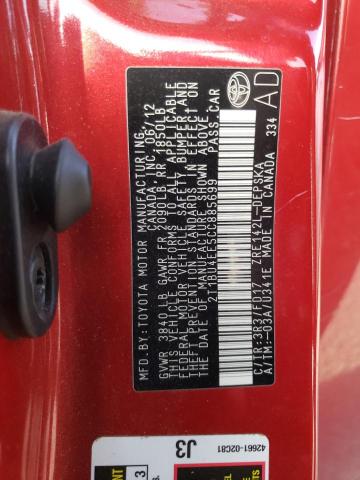 MFD.BY:TOYOTA MOTOR MANUFACTURING,
CANADA, INC. 06/12
GVWR 3840 LB GAWR FR 2090LB RR 1850LB
THIS VEHICLE CONFORMS TO ALL APPLICABLE
FEDERAL MOTOR VEHICLE SAFETY, BUMPER, AND
THEFT PREVENTION STANDARDS IN EFFECT ON
THE DATE OF MANUFACTURE SHOWN ABOVE.
2T1BU4EE5CC885699 PASS CAR
C/TR:3R3/FD17 ZRE142L-DEPSKA
A/TM:-03A/U341E MADE IN CANADA 334
AD
TOYOTA
42661-02C81
J3